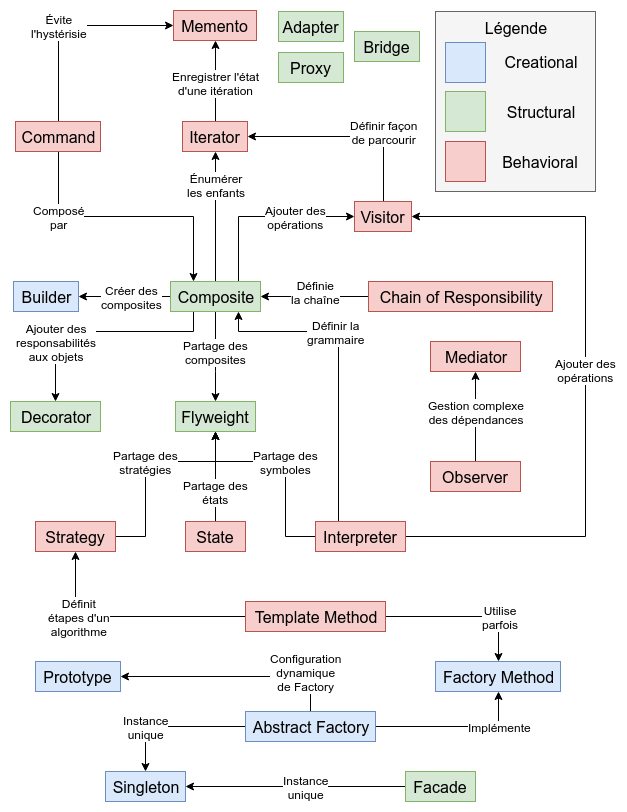 Évite
l'hystérisie
Memento
Adapter
Bridge
Proxy
Légende
Creational
Structural
Behavioral
Enregistrer l'état
d'une itération
Command
Iterator
Définir façon
de parcourir
Énumérer
les enfants
Composé
par
Ajouter des
opérations
Visitor
Builder
Créer des
composites
Composite
Définie
la chaîne
Chain of Responsibility
Ajouter des
responsabilités
aux objets
Partage des
composites
Définir la
grammaire
Mediator
Ajouter des
opérations
Decorator
Flyweight
Gestion complexe
des dépendances
Partage des
stratégies
Partage des
symboles
Partage des
états
Observer
Strategy
State
Interpreter
Définit
étapes d'un
algorithme
Template Method
Utilise
parfois
Prototype
Configuration
dynamique
de Factory
Factory Method
Instance
unique
Abstract Factory
Implémente
Singleton
Instance
unique
Facade